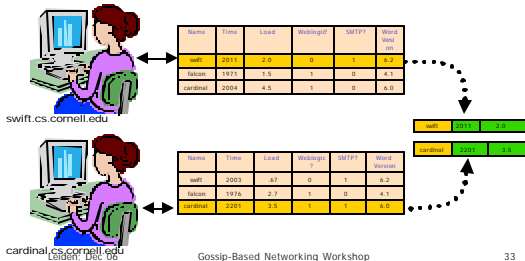 Name Time Load Weblogic? SMTP? Word Versi on
swift 2011 2.0 0 1 6.2
falcon 1971 1.5 1 0 4.1
cardinal 2004 4.5 1 0 6.0
swift.cs.cornell.edu
swift 2011 2.0
cardinal 2201 3.5
Name Time Load Weblogic ? SMTP? Word Version
swift 2003 .67 0 1 6.2
falcon 1976 2.7 1 0 4.1
cardinal 2201 3.5 1 1 6.0
cardinal.cs.cornell.edu
Leiden; Dec 06 Gossip-Based Networking Workshop 33